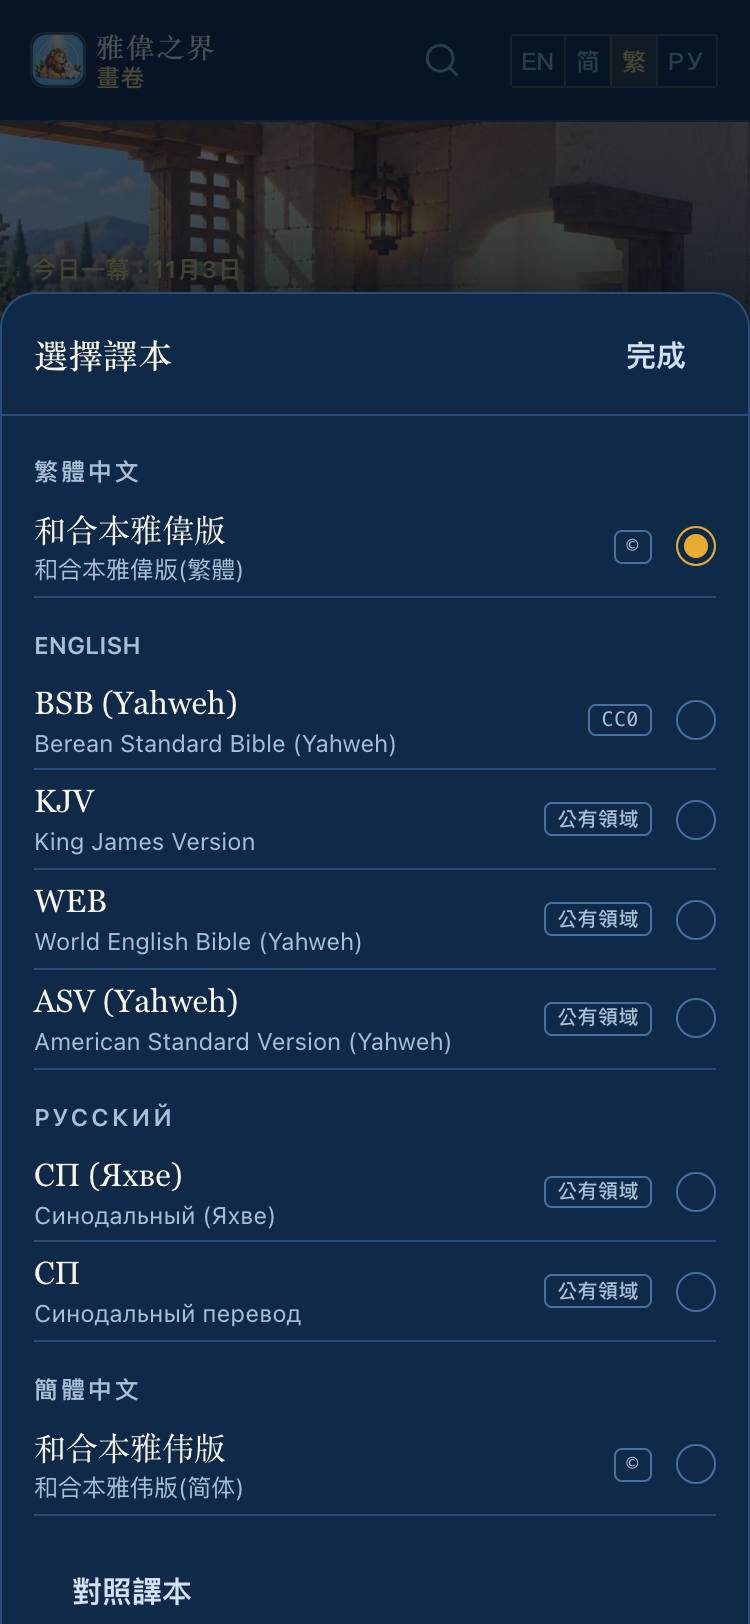 雅偉之界
畫卷
EN 简 繁 РУ
今日一幕 · 11月3日
選擇譯本
完成
繁體中文
和合本雅偉版
©
和合本雅偉版(繁體)
ENGLISH
BSB (Yahweh)
CC0
Berean Standard Bible (Yahweh)
KJV
公有領域
King James Version
WEB
公有領域
World English Bible (Yahweh)
ASV (Yahweh)
公有領域
American Standard Version (Yahweh)
РУССКИЙ
СП (Яхве)
公有領域
Синодальный (Яхве)
СП
公有領域
Синодальный перевод
簡體中文
和合本雅伟版
©
和合本雅伟版(简体)
對照譯本